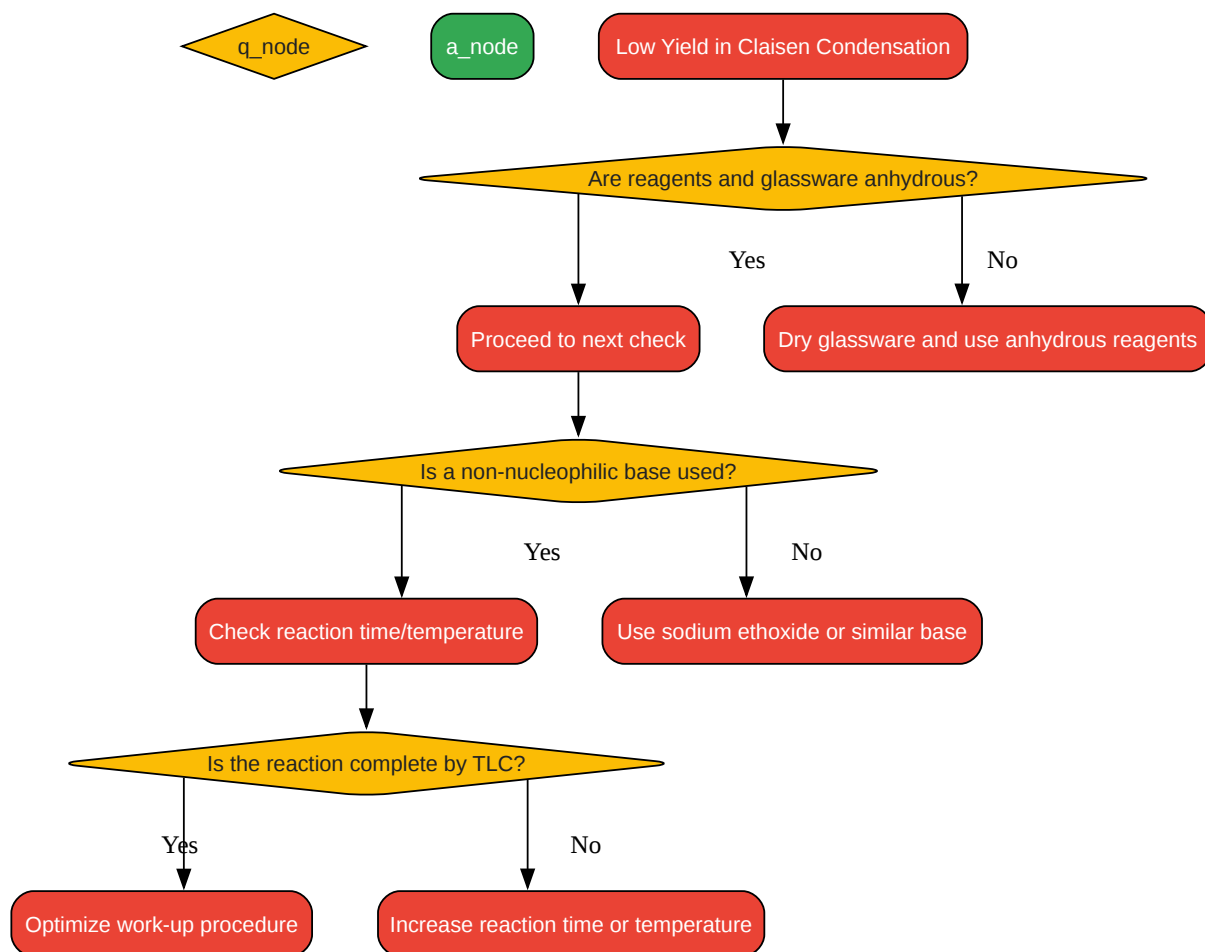 q_node
a_node
Low Yield in Claisen Condensation
Are reagents and glassware anhydrous?
Yes
No
Proceed to next check
Dry glassware and use anhydrous reagents
Is a non-nucleophilic base used?
Yes
No
Check reaction time/temperature
Use sodium ethoxide or similar base
Is the reaction complete by TLC?
Yes
No
Optimize work-up procedure
Increase reaction time or temperature